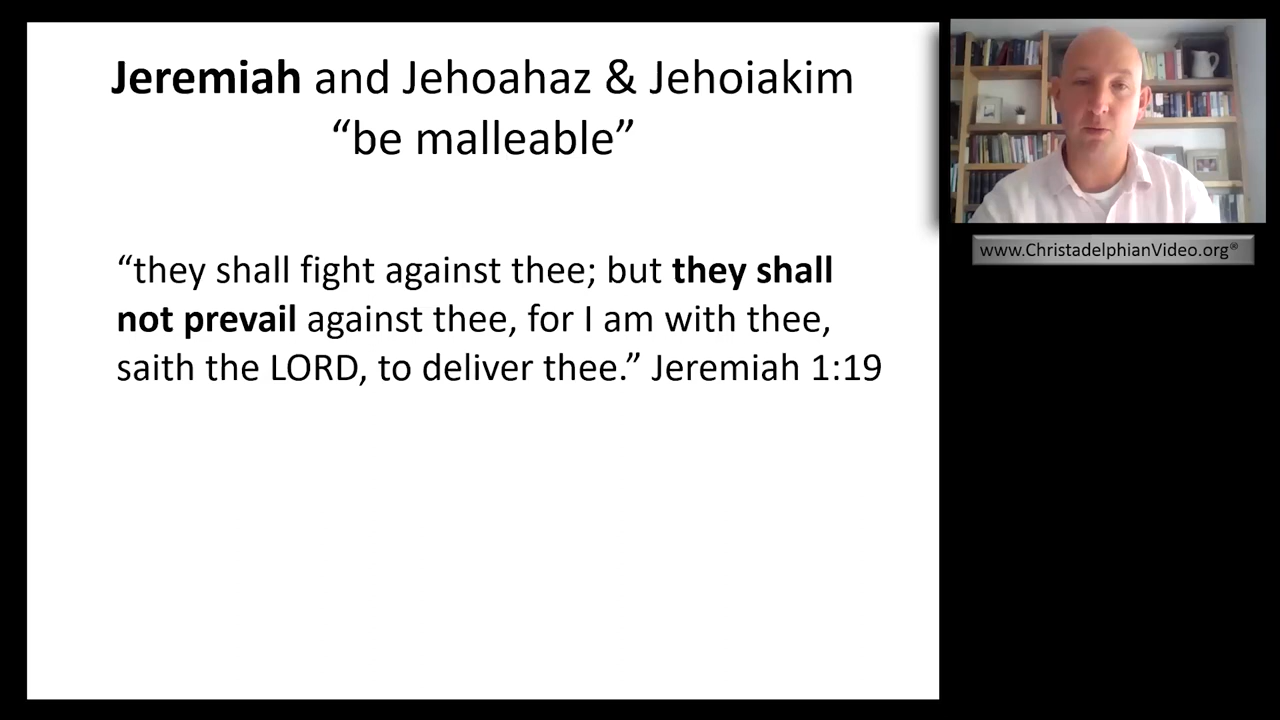 Jeremiah and Jehoahaz & Jehoiakim
“be malleable”
“they shall fight against thee; but they shall
not prevail against thee, for I am with thee,
saith the LORD, to deliver thee.” Jeremiah 1:19
www.ChristadelphianVideo.org®